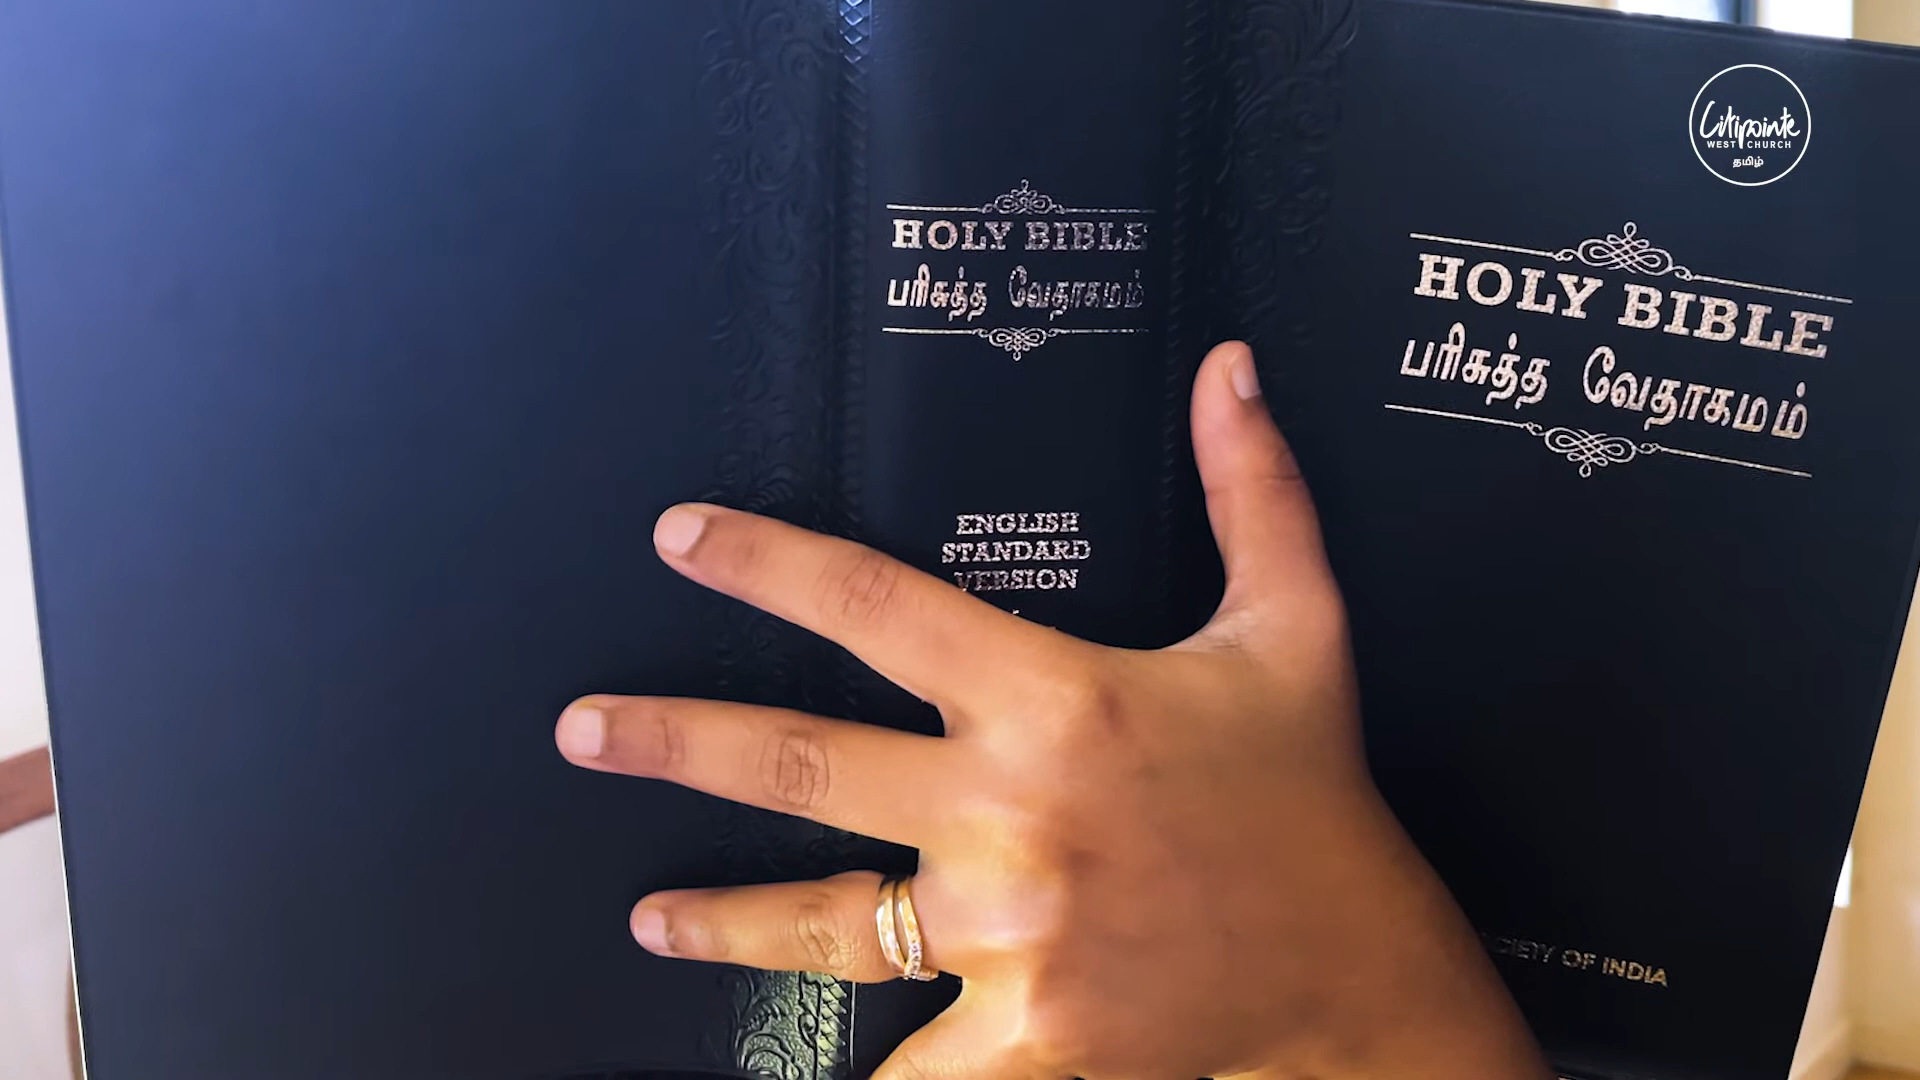 Citipointe
WEST CHURCH
தமிழ்
HOLY BIBLE
பரிசுத்த வேதாகமம்
ENGLISH
STANDARD
VERSION
HOLY BIBLE
பரிசுத்த வேதாகமம்
OF INDIA